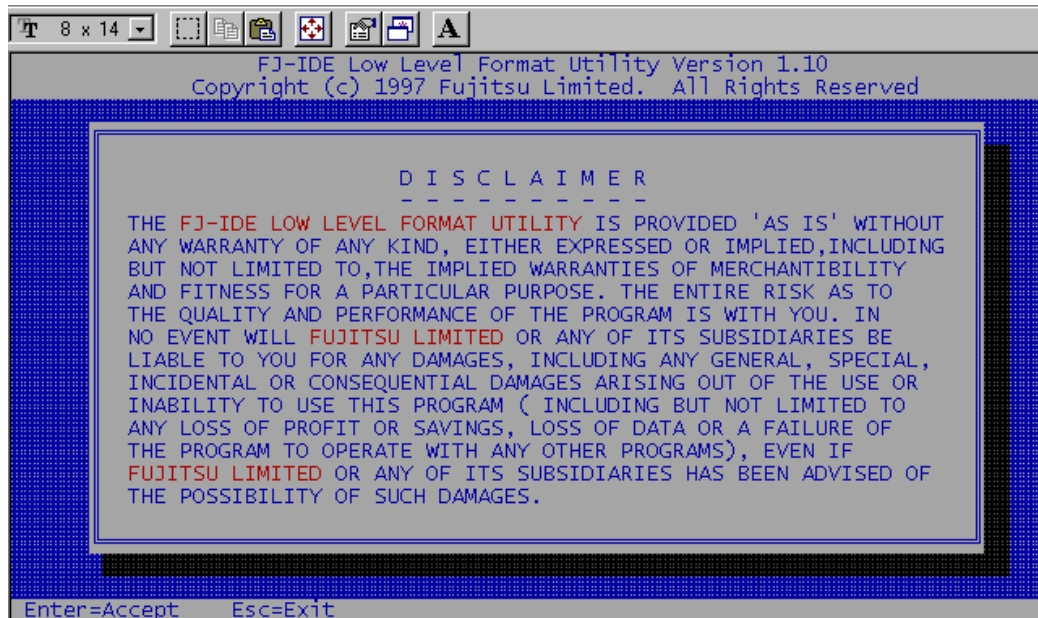 8 x 14
A
FJ-IDE Low Level Format Utility Version 1.10
Copyright (c) 1997 Fujitsu Limited.  All Rights Reserved
D I S C L A I M E R
- - - - - - - - - -
THE FJ-IDE LOW LEVEL FORMAT UTILITY IS PROVIDED 'AS IS' WITHOUT
ANY WARRANTY OF ANY KIND, EITHER EXPRESSED OR IMPLIED,INCLUDING
BUT NOT LIMITED TO,THE IMPLIED WARRANTIES OF MERCHANTIBILITY
AND FITNESS FOR A PARTICULAR PURPOSE. THE ENTIRE RISK AS TO
THE QUALITY AND PERFORMANCE OF THE PROGRAM IS WITH YOU. IN
NO EVENT WILL FUJITSU LIMITED OR ANY OF ITS SUBSIDIARIES BE
LIABLE TO YOU FOR ANY DAMAGES, INCLUDING ANY GENERAL, SPECIAL,
INCIDENTAL OR CONSEQUENTIAL DAMAGES ARISING OUT OF THE USE OR
INABILITY TO USE THIS PROGRAM ( INCLUDING BUT NOT LIMITED TO
ANY LOSS OF PROFIT OR SAVINGS, LOSS OF DATA OR A FAILURE OF
THE PROGRAM TO OPERATE WITH ANY OTHER PROGRAMS), EVEN IF
FUJITSU LIMITED OR ANY OF ITS SUBSIDIARIES HAS BEEN ADVISED OF
THE POSSIBILITY OF SUCH DAMAGES.
Enter=Accept    Esc=Exit